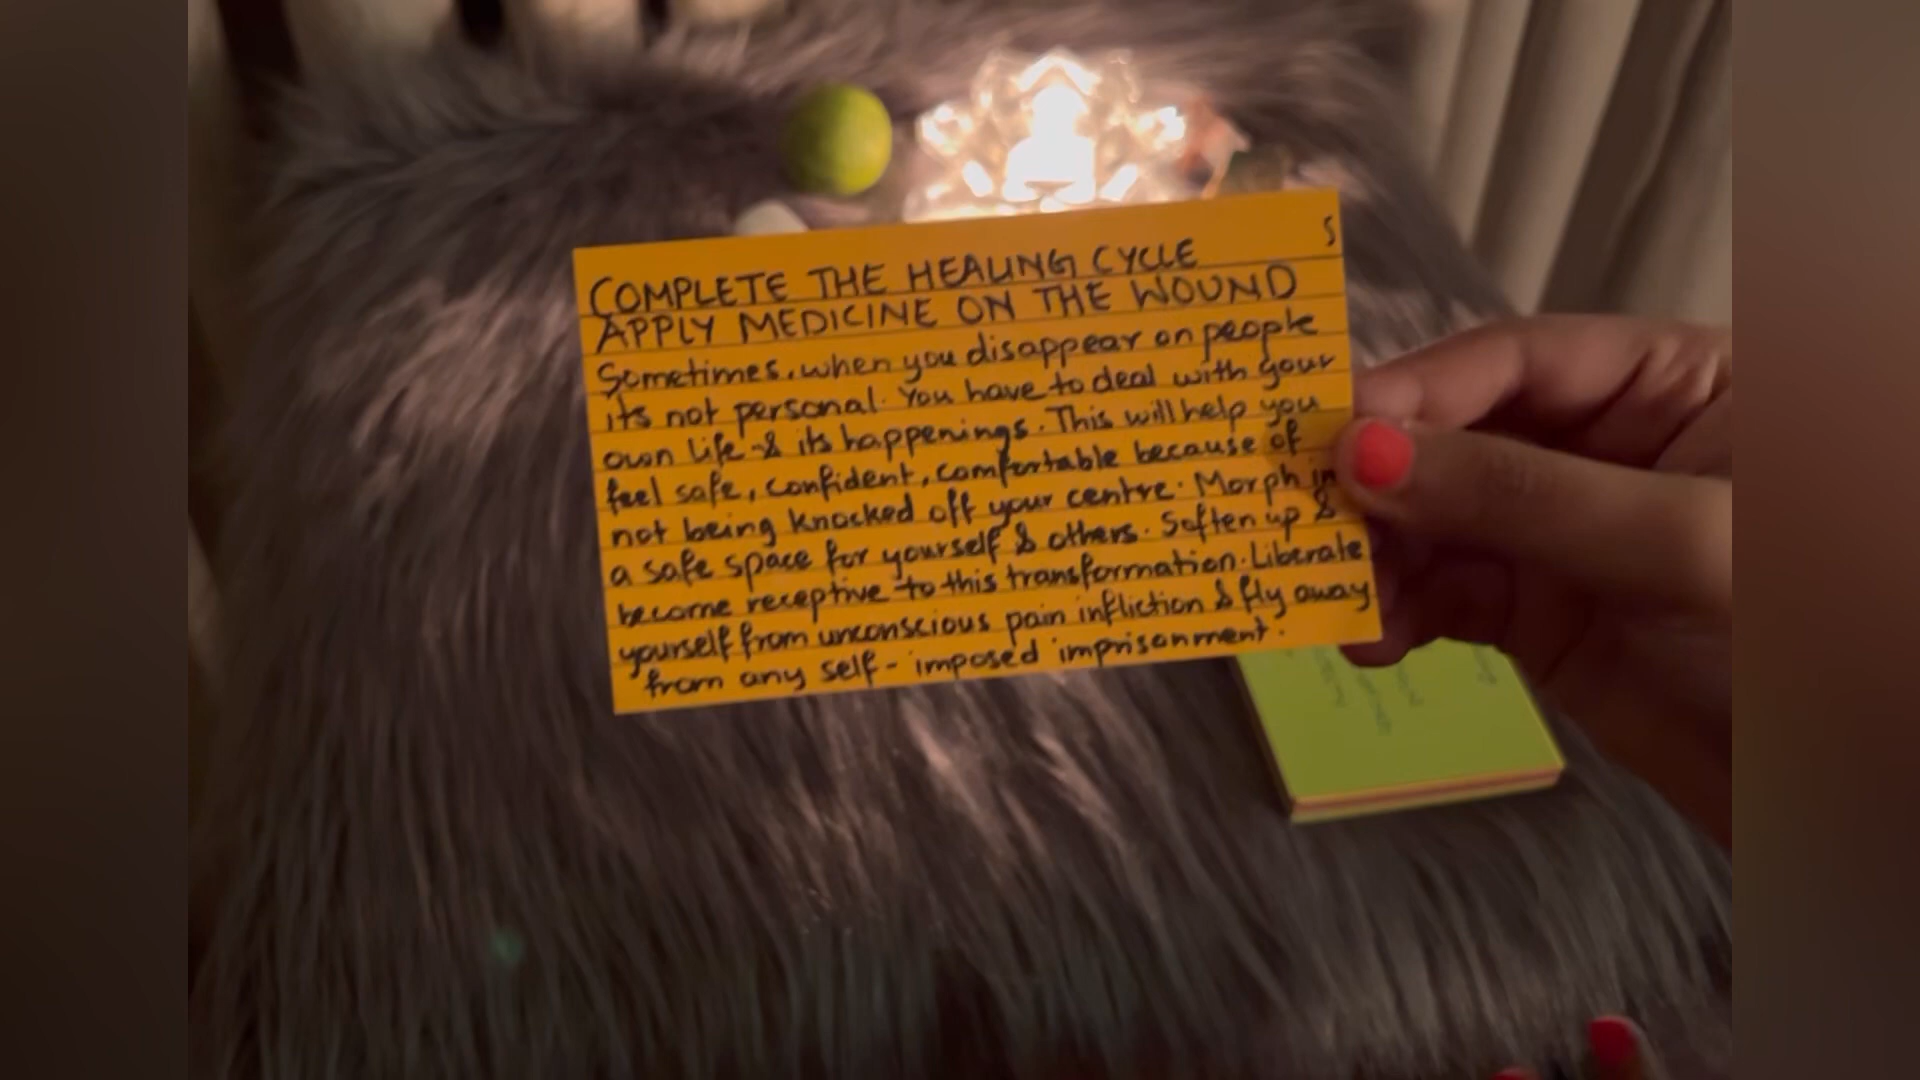 S
COMPLETE THE HEALING CYCLE
APPLY MEDICINE ON THE WOUND
Sometimes, when you disappear on people
its not personal. You have to deal with your
own life & its happenings. This will help you
feel safe, confident, comfortable because of
not being knocked off your centre. Morph in
a safe space for yourself & others. Soften up &
become receptive to this transformation. Liberate
yourself from unconscious pain infliction & fly away
from any self-imposed imprisonment.